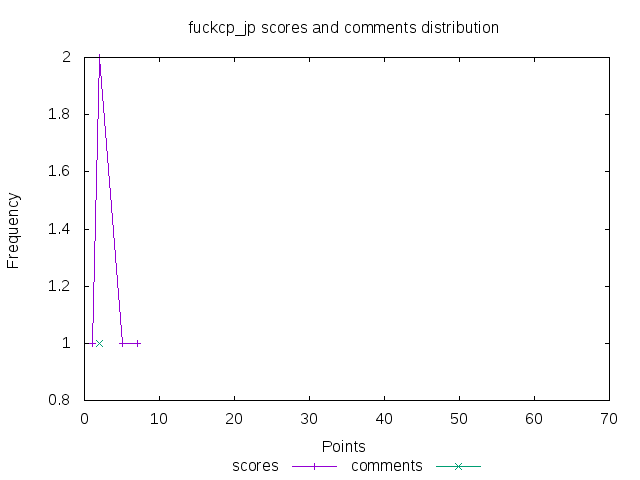 fuckcp_jp scores and comments distribution
2
1.8
1.6
1.4
1.2
1
0.8
Frequency
0 10 20 30 40 50 60 70
Points
scores comments